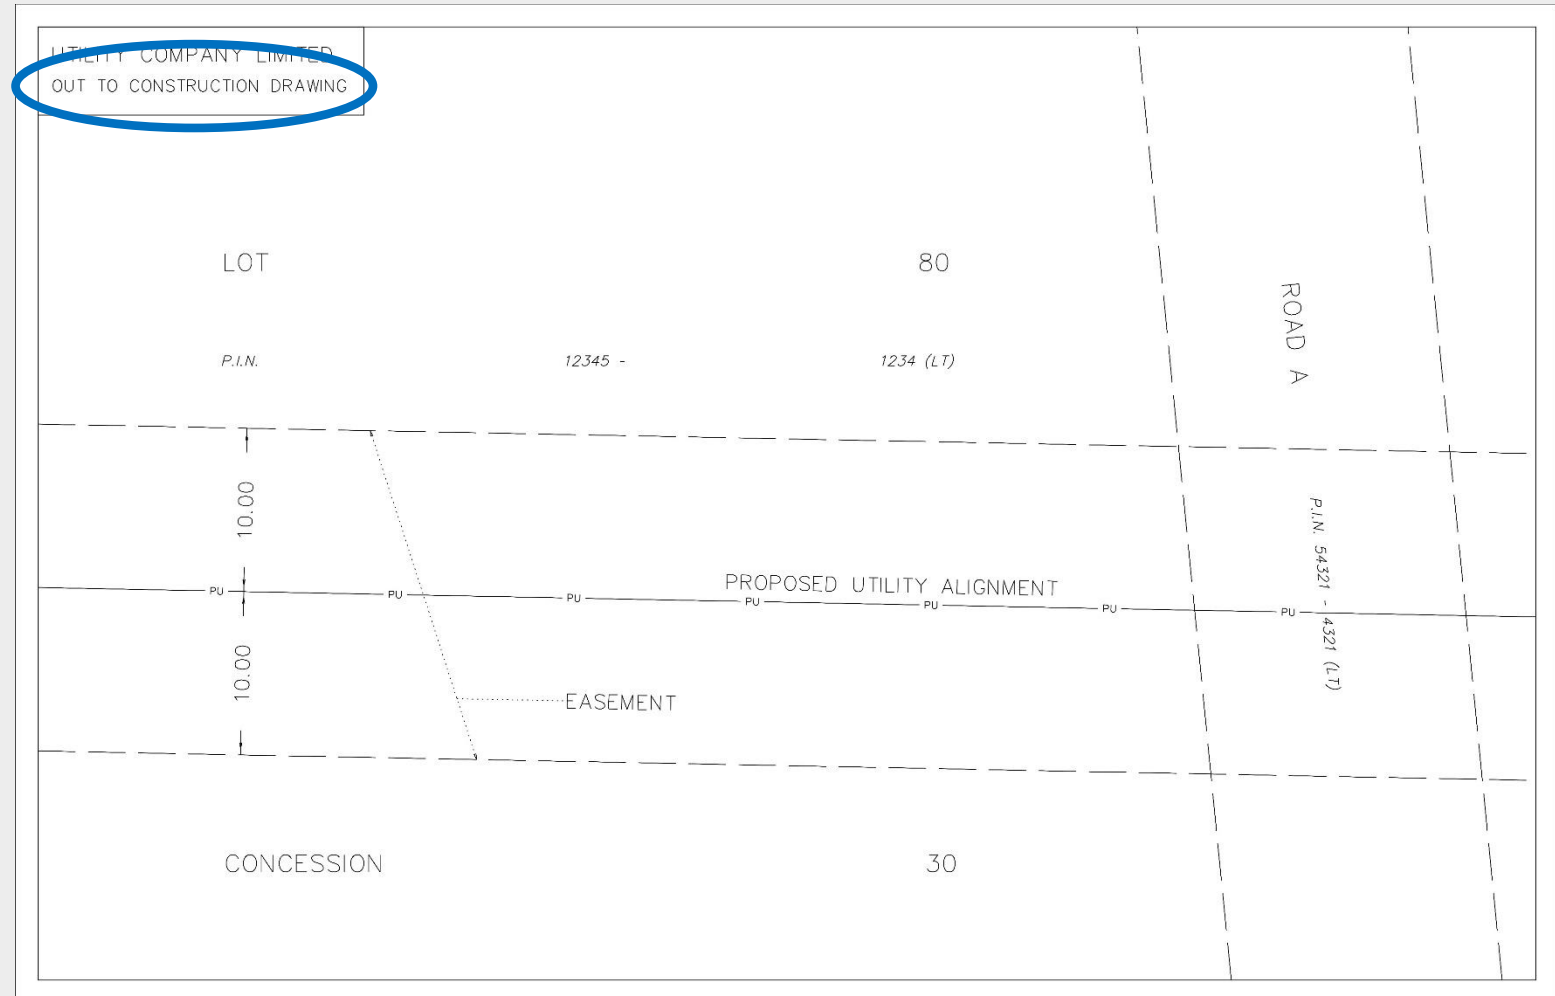 UTILITY COMPANY LIMITED
OUT TO CONSTRUCTION DRAWING
LOT 80
ROAD A
P.I.N. 12345 - 1234 (LT)
10.00
P.I.N. 54321 - 4321 (LT)
PROPOSED UTILITY ALIGNMENT
PU PU PU PU PU PU PU
10.00
EASEMENT
CONCESSION 30